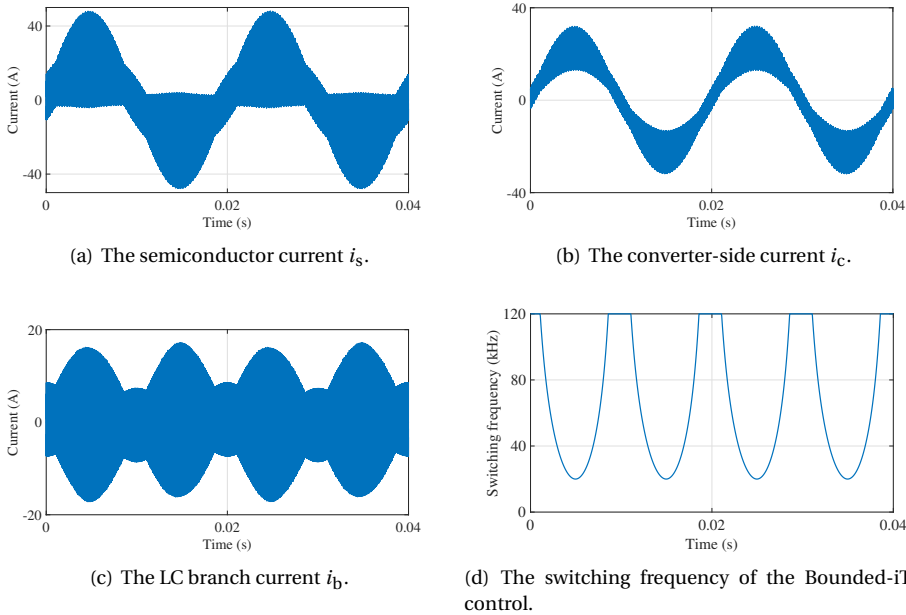 40
0
-40
Current (A)
0
0.02
0.04
Time (s)
(a) The semiconductor current is.
40
0
-40
Current (A)
0
0.02
0.04
Time (s)
(b) The converter-side current ic.
20
0
-20
Current (A)
0
0.02
0.04
Time (s)
(c) The LC branch current ib.
120
80
40
0
Switching frequency (kHz)
0
0.02
0.04
Time (s)
(d) The switching frequency of the Bounded-iT
control.